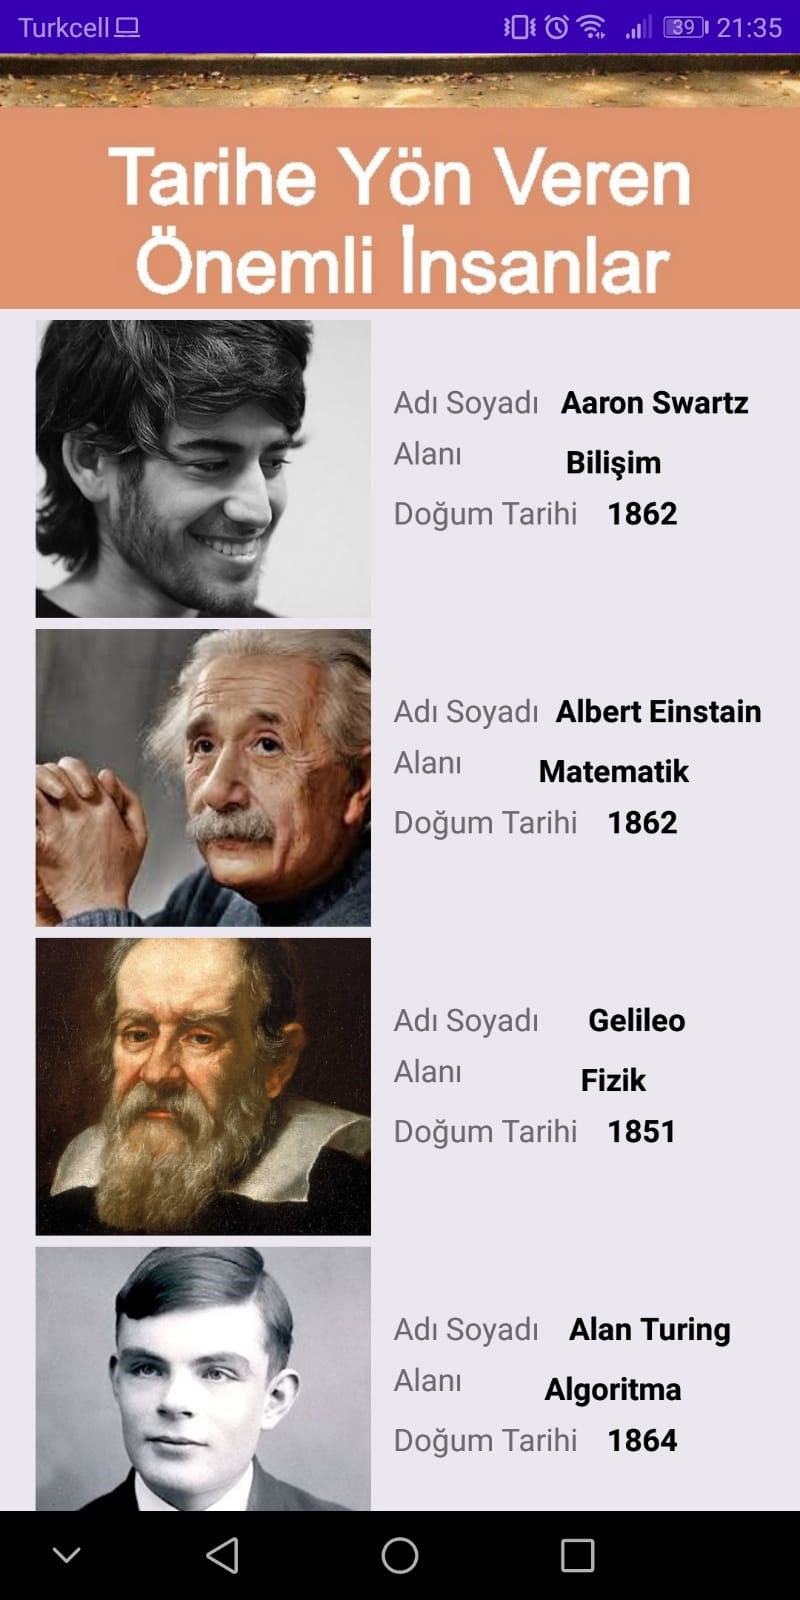 Turkcell 39 21:35
Tarihe Yön Veren
Önemli İnsanlar
Adı Soyadı Aaron Swartz
Alanı Bilişim
Doğum Tarihi 1862
Adı Soyadı Albert Einstain
Alanı Matematik
Doğum Tarihi 1862
Adı Soyadı Gelileo
Alanı Fizik
Doğum Tarihi 1851
Adı Soyadı Alan Turing
Alanı Algoritma
Doğum Tarihi 1864